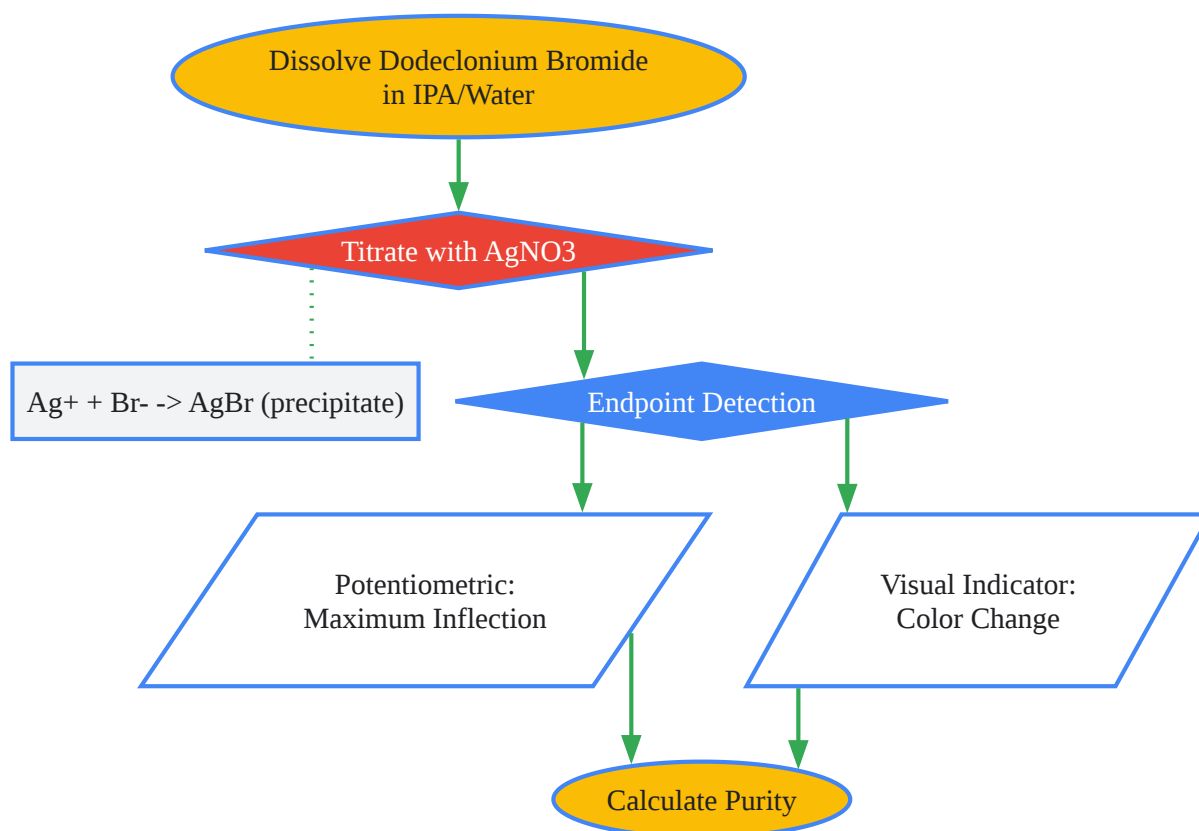 Dissolve Dodeclonium Bromide
in IPA/Water
Titrate with AgNO3
Ag+ + Br- -> AgBr (precipitate)
Endpoint Detection
Potentiometric:
Maximum Inflection
Visual Indicator:
Color Change
Calculate Purity